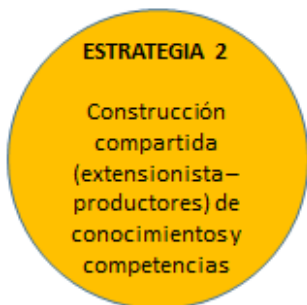 ESTRATEGIA 2
Construcción
compartida
(extensionista–
productores) de
conocimientos y
competencias